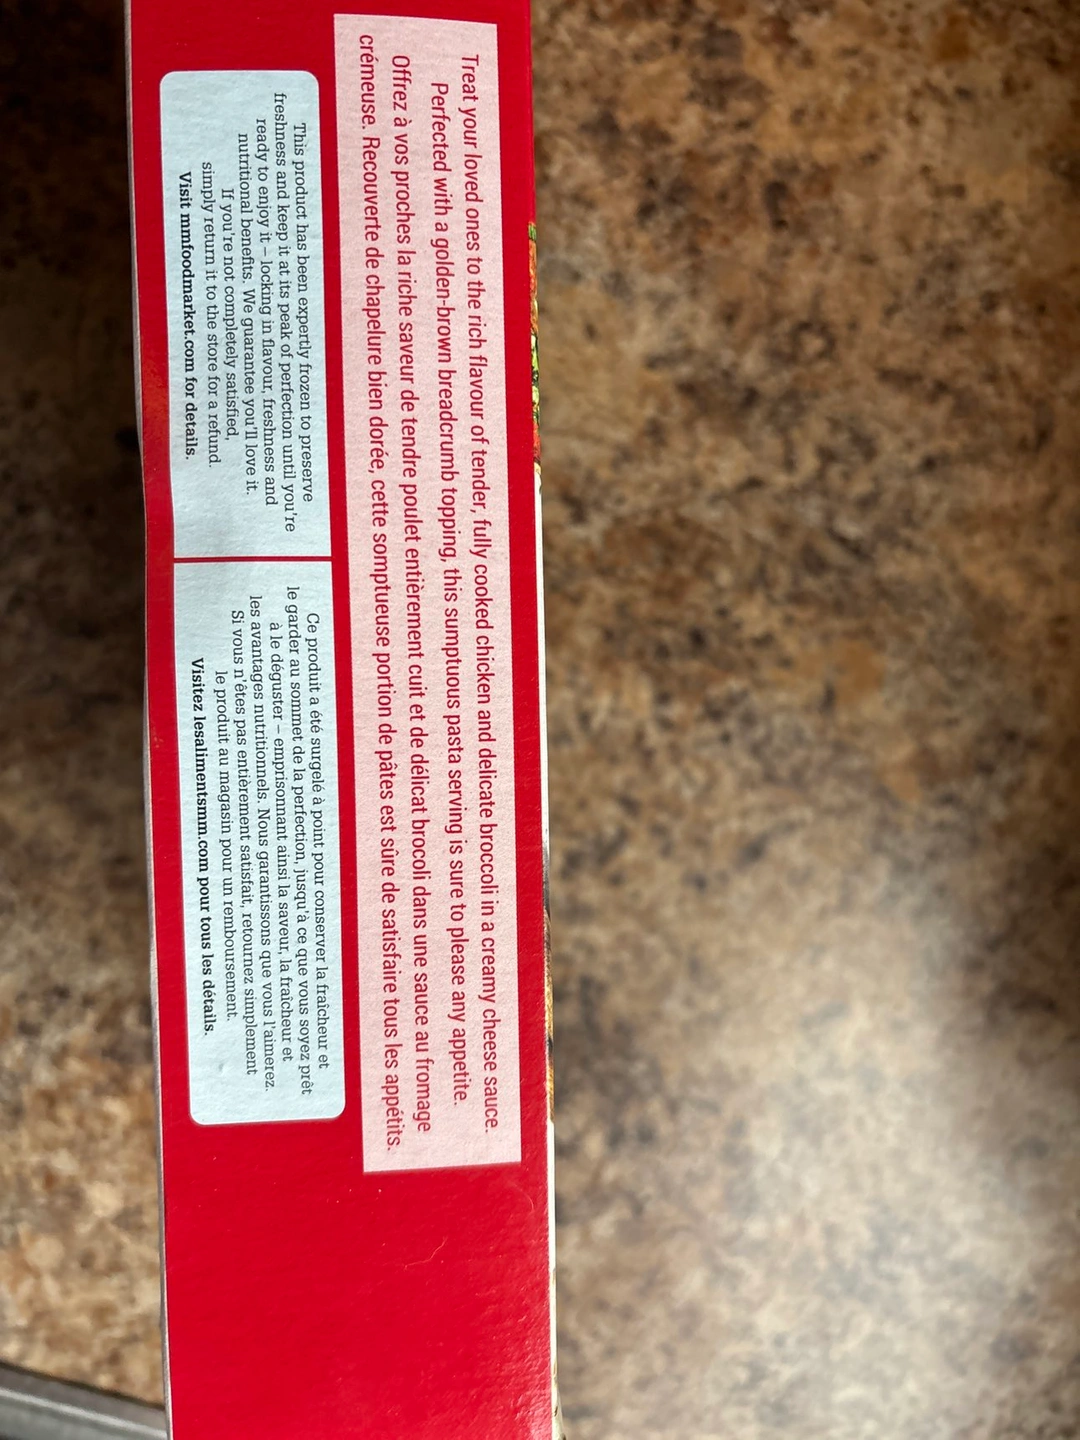 Treat your loved ones to the rich flavour of tender, fully cooked chicken and delicate broccoli in a creamy cheese sauce.
Perfected with a golden-brown breadcrumb topping, this sumptuous pasta serving is sure to please any appetite.
Offrez à vos proches la riche saveur de tendre poulet entièrement cuit et de délicat brocoli dans une sauce au fromage
crémeuse. Recouverte de chapelure bien dorée, cette somptueuse portion de pâtes est sûre de satisfaire tous les appétits.
This product has been expertly frozen to preserve
freshness and keep it at its peak of perfection until you're
ready to enjoy it – locking in flavour, freshness and
nutritional benefits. We guarantee you'll love it.
If you're not completely satisfied,
simply return it to the store for a refund.
Visit mmfoodmarket.com for details.
Ce produit a été surgelé à point pour conserver la fraîcheur et
le garder au sommet de la perfection, jusqu'à ce que vous soyez prêt
à le déguster – emprisonnant ainsi la saveur, la fraîcheur et
les avantages nutritionnels. Nous garantissons que vous l'aimerez.
Si vous n'êtes pas entièrement satisfait, retournez simplement
le produit au magasin pour un remboursement.
Visitez lesalimentsmm.com pour tous les détails.